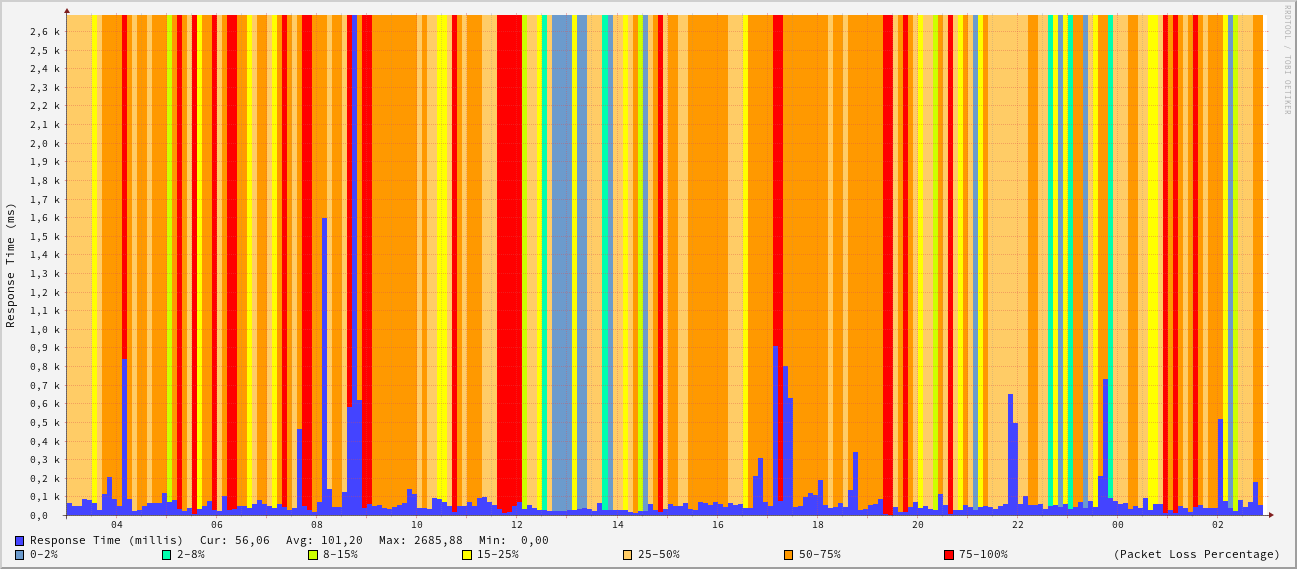 RRDTOOL / TOBI OETIKER
Response Time (ms)
2,6 k
2,5 k
2,4 k
2,3 k
2,2 k
2,1 k
2,0 k
1,9 k
1,8 k
1,7 k
1,6 k
1,5 k
1,4 k
1,3 k
1,2 k
1,1 k
1,0 k
0,9 k
0,8 k
0,7 k
0,6 k
0,5 k
0,4 k
0,3 k
0,2 k
0,1 k
0,0
04 06 08 10 12 14 16 18 20 22 00 02
Response Time (millis) Cur: 56,06 Avg: 101,20 Max: 2685,88 Min: 0,00
0-2% 2-8% 8-15% 15-25% 25-50% 50-75% 75-100% (Packet Loss Percentage)